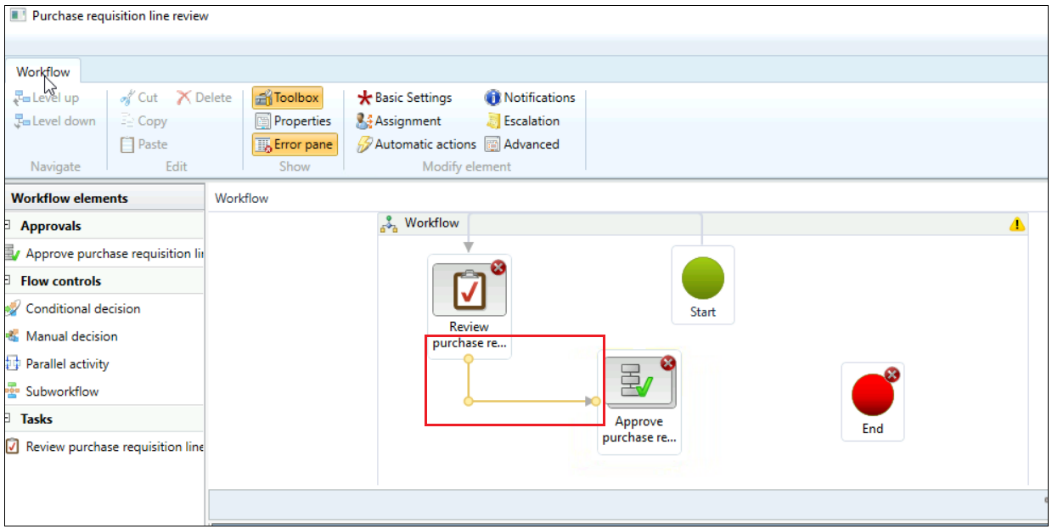 Purchase requisition line review
Workflow
Level up
Cut
Delete
Toolbox
Basic Settings
Notifications
Level down
Copy
Properties
Assignment
Escalation
Paste
Error pane
Automatic actions
Advanced
Navigate
Edit
Show
Modify element
Workflow elements
Workflow
Approvals
Workflow
Approve purchase requisition li
Flow controls
Conditional decision
Manual decision
Parallel activity
Subworkflow
Tasks
Review purchase requisition line
Start
Review
purchase re...
Approve
purchase re...
End